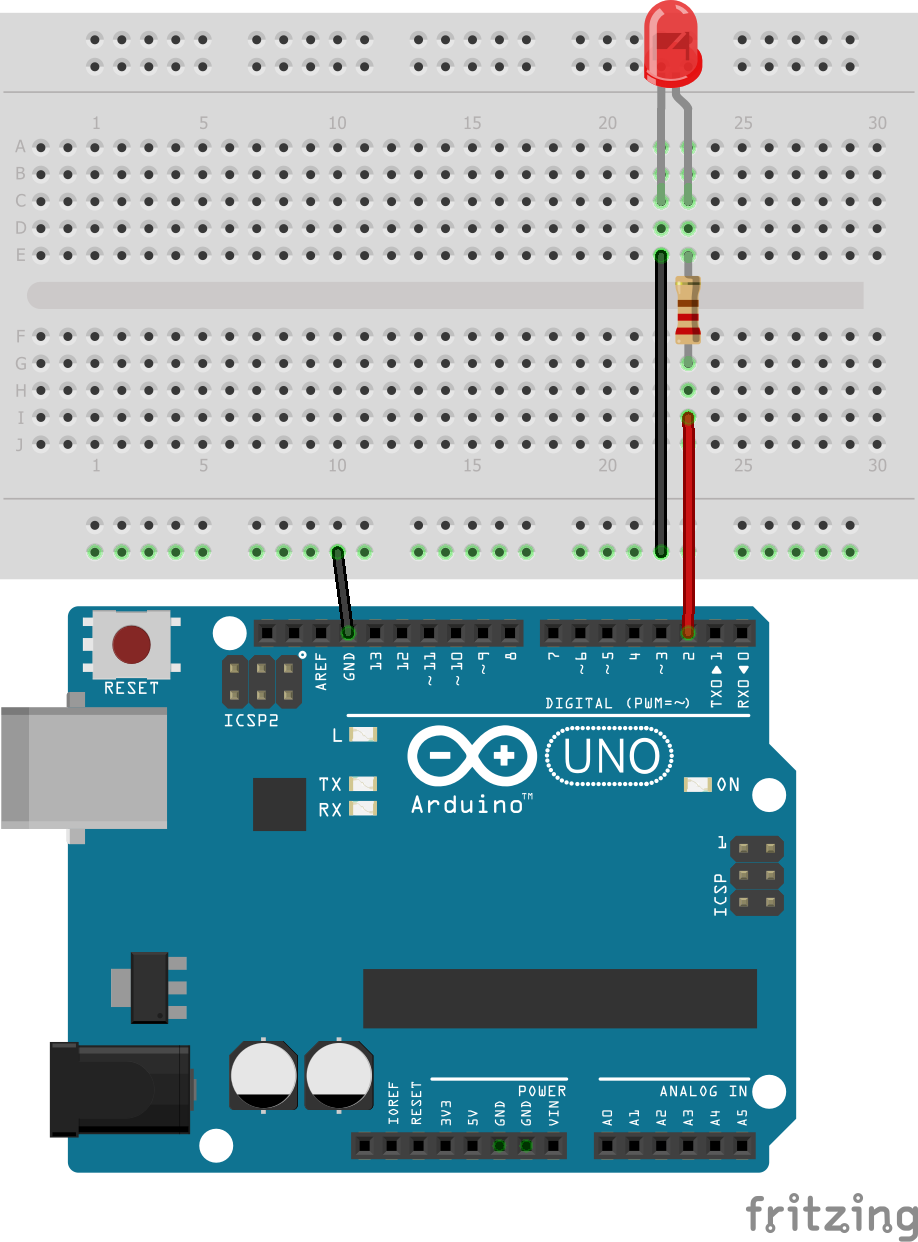 1 5 10 15 20 25 30
A
B
C
D
E
F
G
H
I
J
1 5 10 15 20 25 30
RESET
ICSP2
AREF
GND
13
12
~11
~10
~9
8
7
~6
~5
4
~3
2
TX0▶1
RX0◀0
DIGITAL (PWM=~)
L
TX
RX
UNO
Arduino™
ON
1
ICSP
IOREF
RESET
3V3
5V
GND
GND
VIN
POWER
A0
A1
A2
A3
A4
A5
ANALOG IN
fritzing